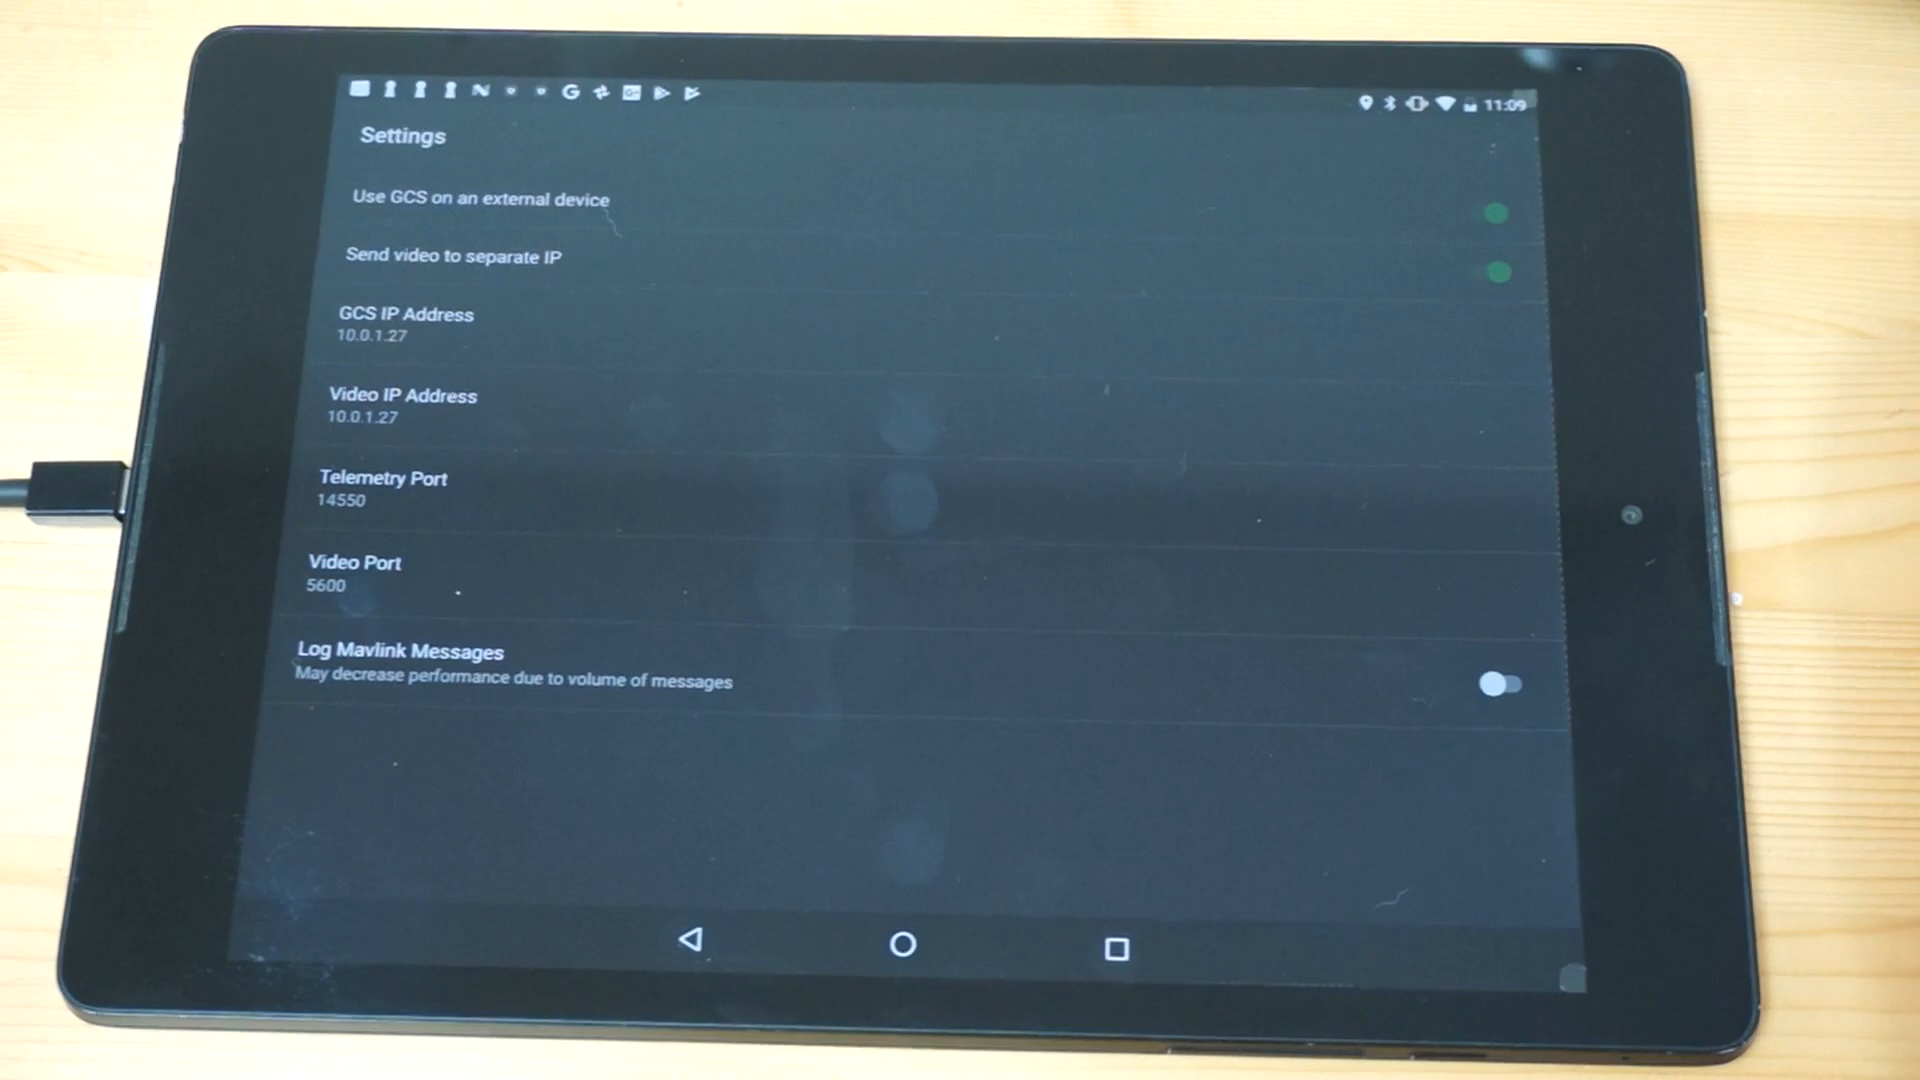 11:09
Settings
Use GCS on an external device
Send video to separate IP
GCS IP Address
10.0.1.27
Video IP Address
10.0.1.27
Telemetry Port
14550
Video Port
5600
Log Mavlink Messages
May decrease performance due to volume of messages